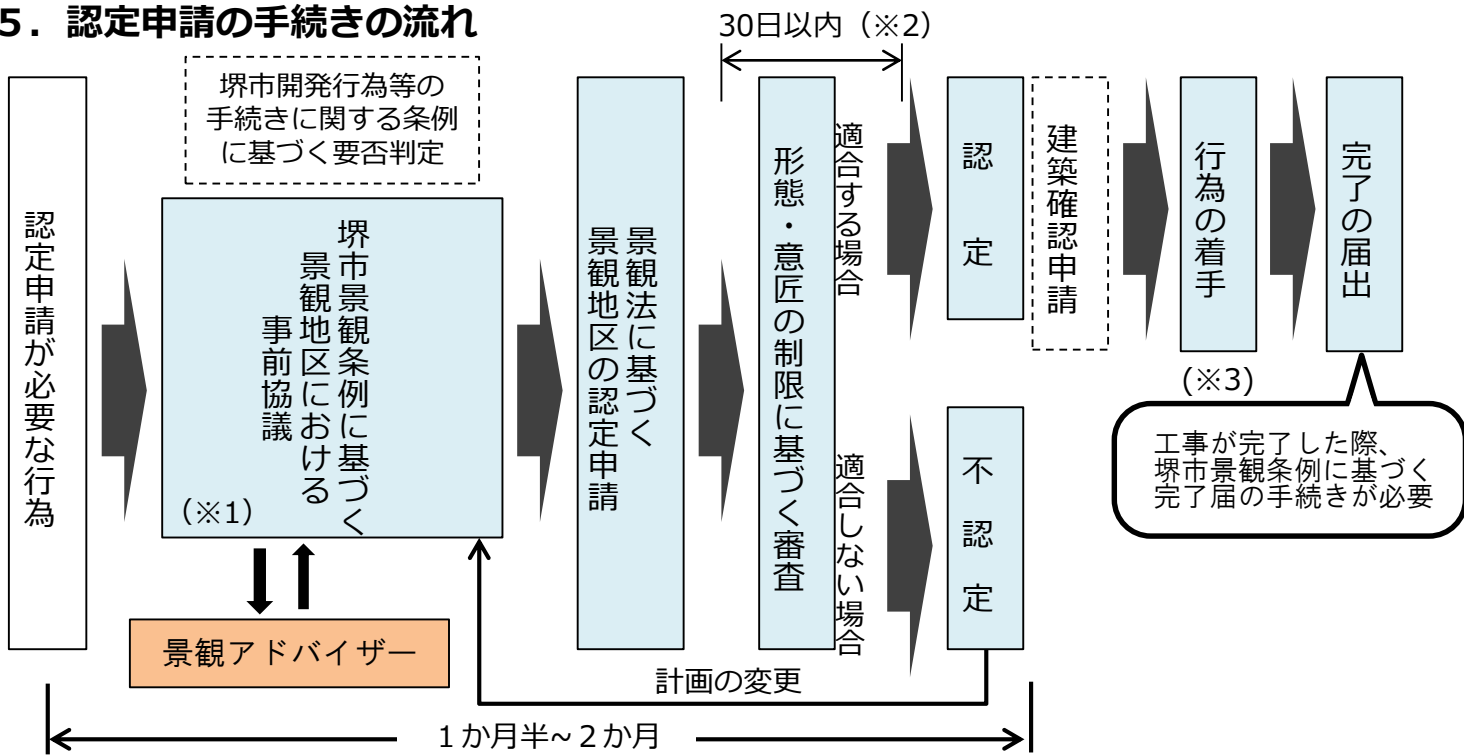 5．認定申請の手続きの流れ
30日以内（※2）
認定申請が必要な行為
堺市開発行為等の
手続きに関する条例
に基づく要否判定
堺市景観条例に基づく
景観地区における
事前協議
（※1）
景観アドバイザー
景観法に基づく
景観地区の認定申請
形態・意匠の制限に基づく審査
適合する場合
認定
建築確認申請
行為の着手
(※3)
完了の届出
工事が完了した際、
堺市景観条例に基づく
完了届の手続きが必要
適合しない場合
不認定
計画の変更
１か月半~２か月